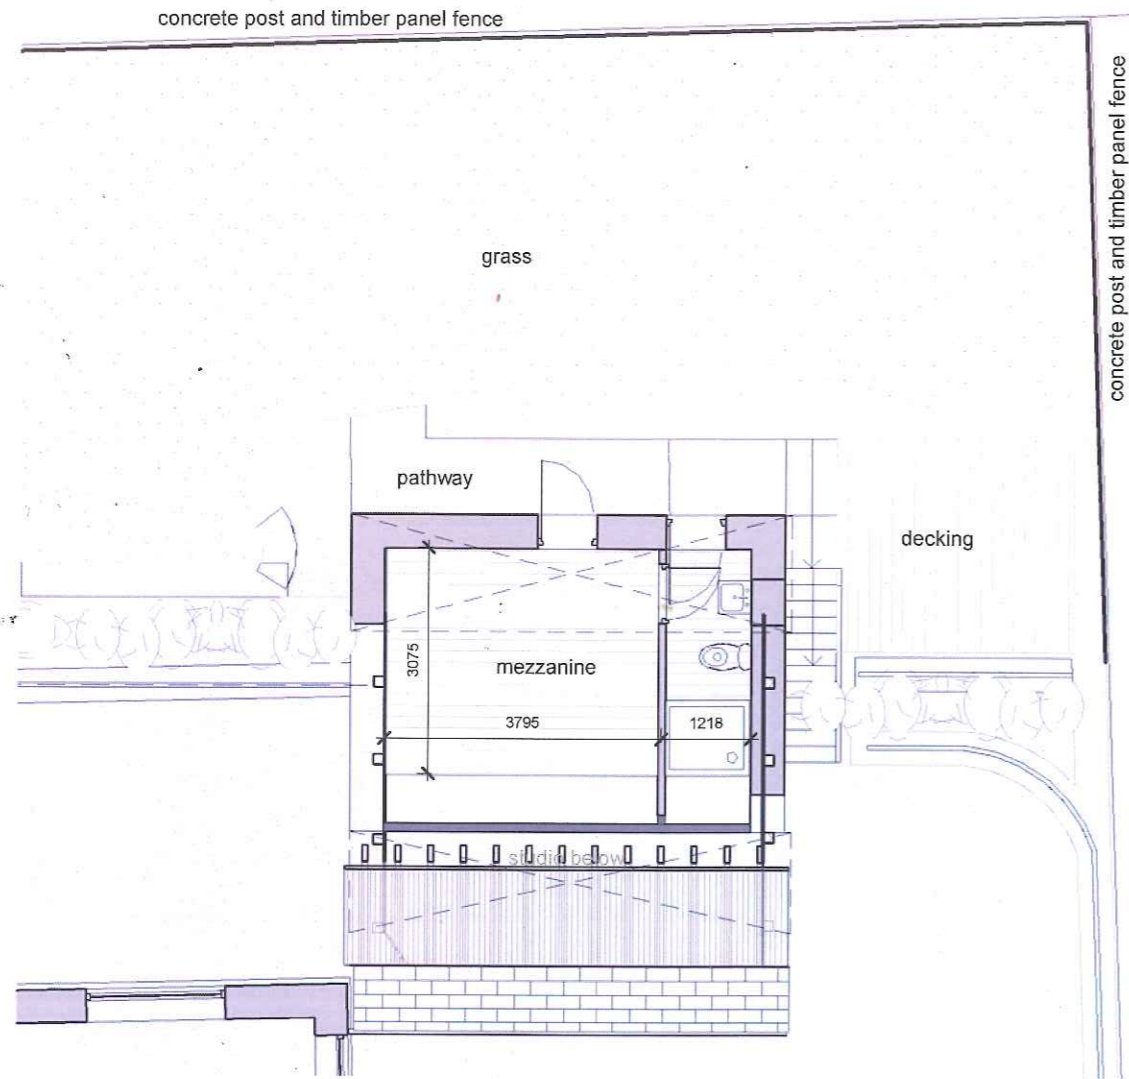 concrete post and timber panel fence
concrete post and timber panel fence
grass
pathway
decking
3075
mezzanine
3795
1218
studio below